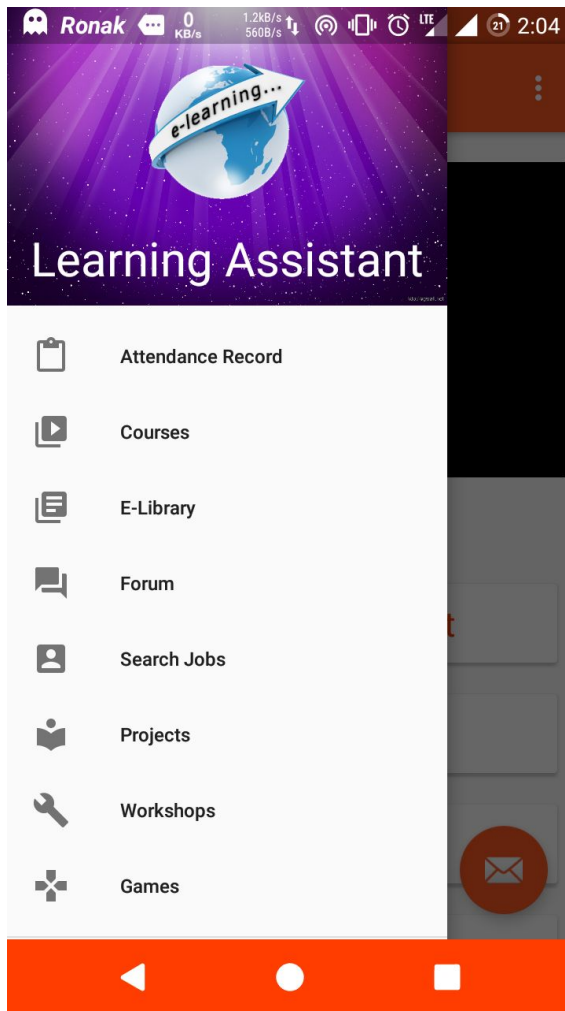 Ronak 0 KB/s 1.2kB/s 560B/s LTE 21 2:04
e-learning...
Learning Assistant
Attendance Record
Courses
E-Library
Forum
t
Search Jobs
Projects
Workshops
Games